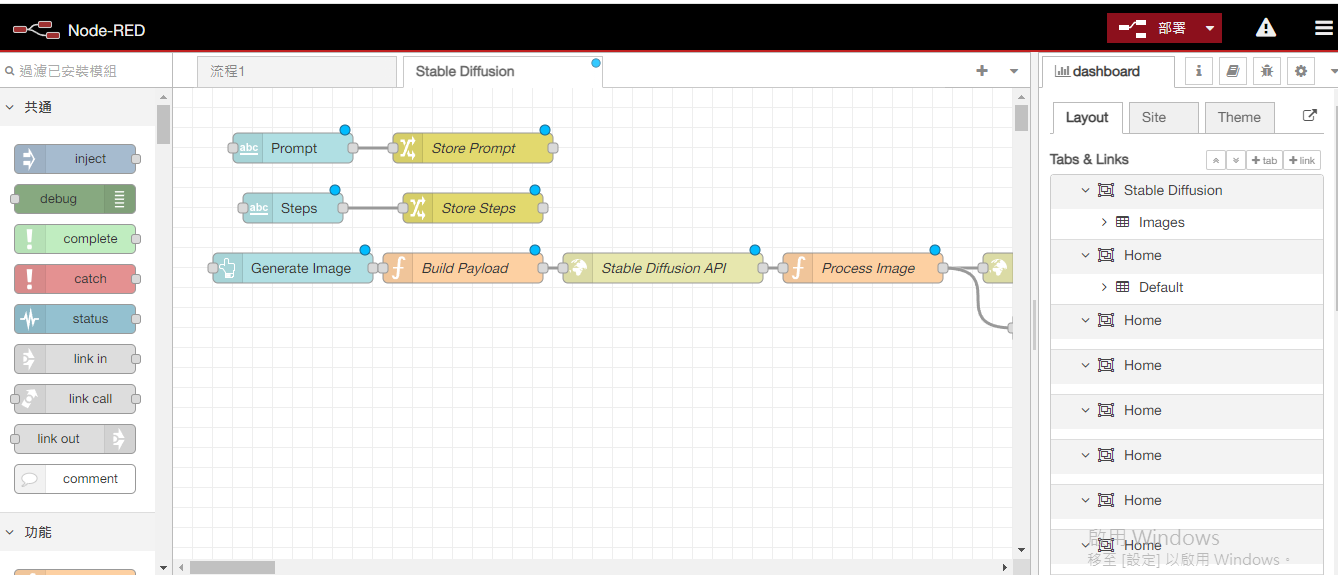 Node-RED
部署
過濾已安裝模組
流程1
Stable Diffusion
dashboard
共通
inject
debug
complete
catch
status
link in
link call
link out
comment
功能
abc Prompt
Store Prompt
abc Steps
Store Steps
Generate Image
Build Payload
Stable Diffusion API
Process Image
Layout
Site
Theme
Tabs & Links
tab
link
Stable Diffusion
Images
Home
Default
Home
Home
Home
Home
Home
Home
啟用 Windows
移至 [設定] 以啟用 Windows。